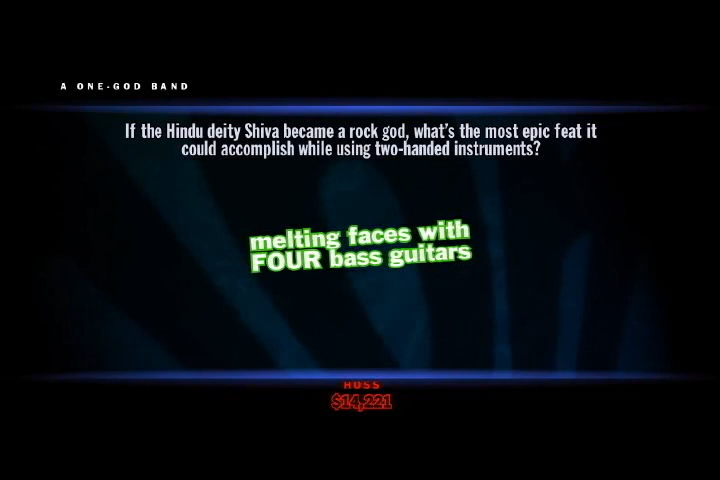 A ONE-GOD BAND
If the Hindu deity Shiva became a rock god, what's the most epic feat it
could accomplish while using two-handed instruments?
melting faces with
FOUR bass guitars
HOSS
$14,221